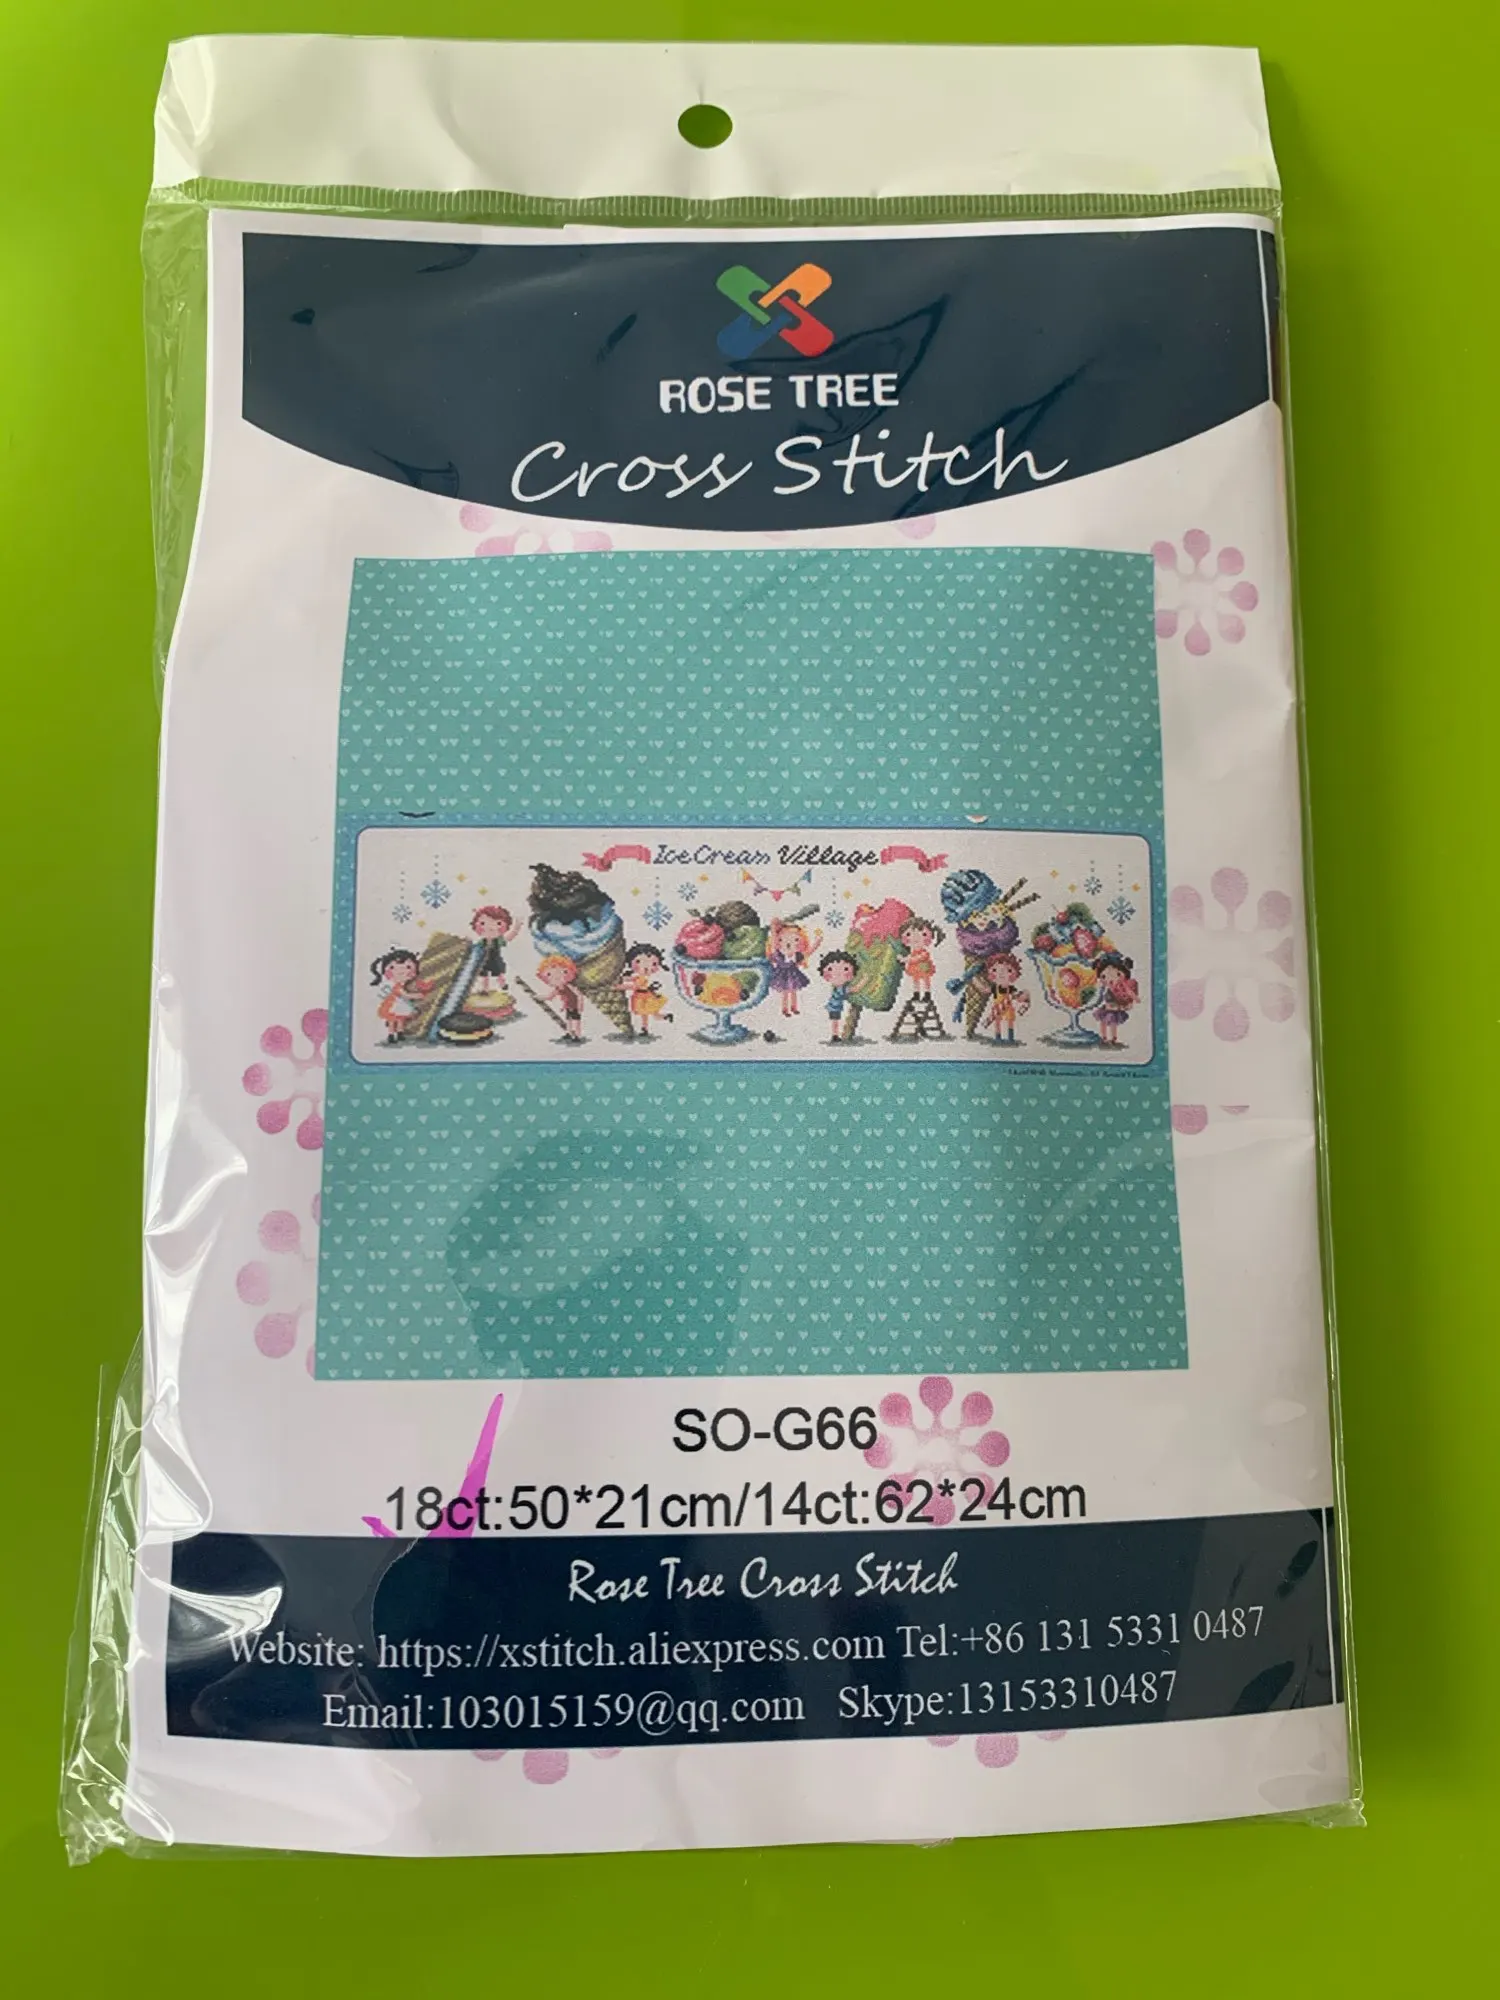 ROSE TREE
Cross Stitch
Ice Cream Village
SO-G66
18ct:50*21cm/14ct:62*24cm
Rose Tree Cross Stitch
Website: https://xstitch.aliexpress.com Tel:+86 131 5331 0487
Email:103015159@qq.com Skype:13153310487